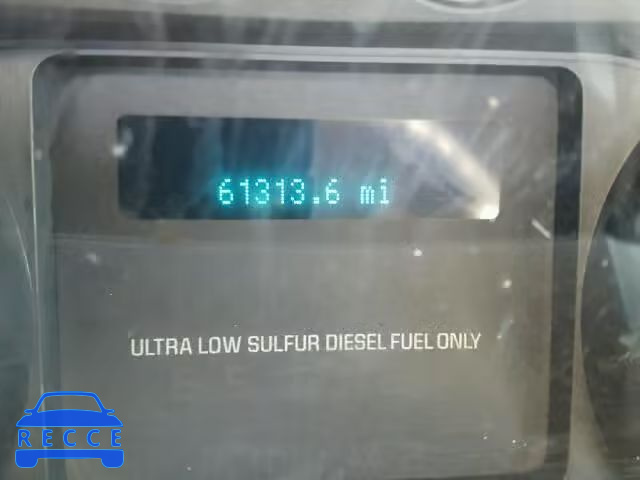 61313.6 mi
ULTRA LOW SULFUR DIESEL FUEL ONLY
RECCE